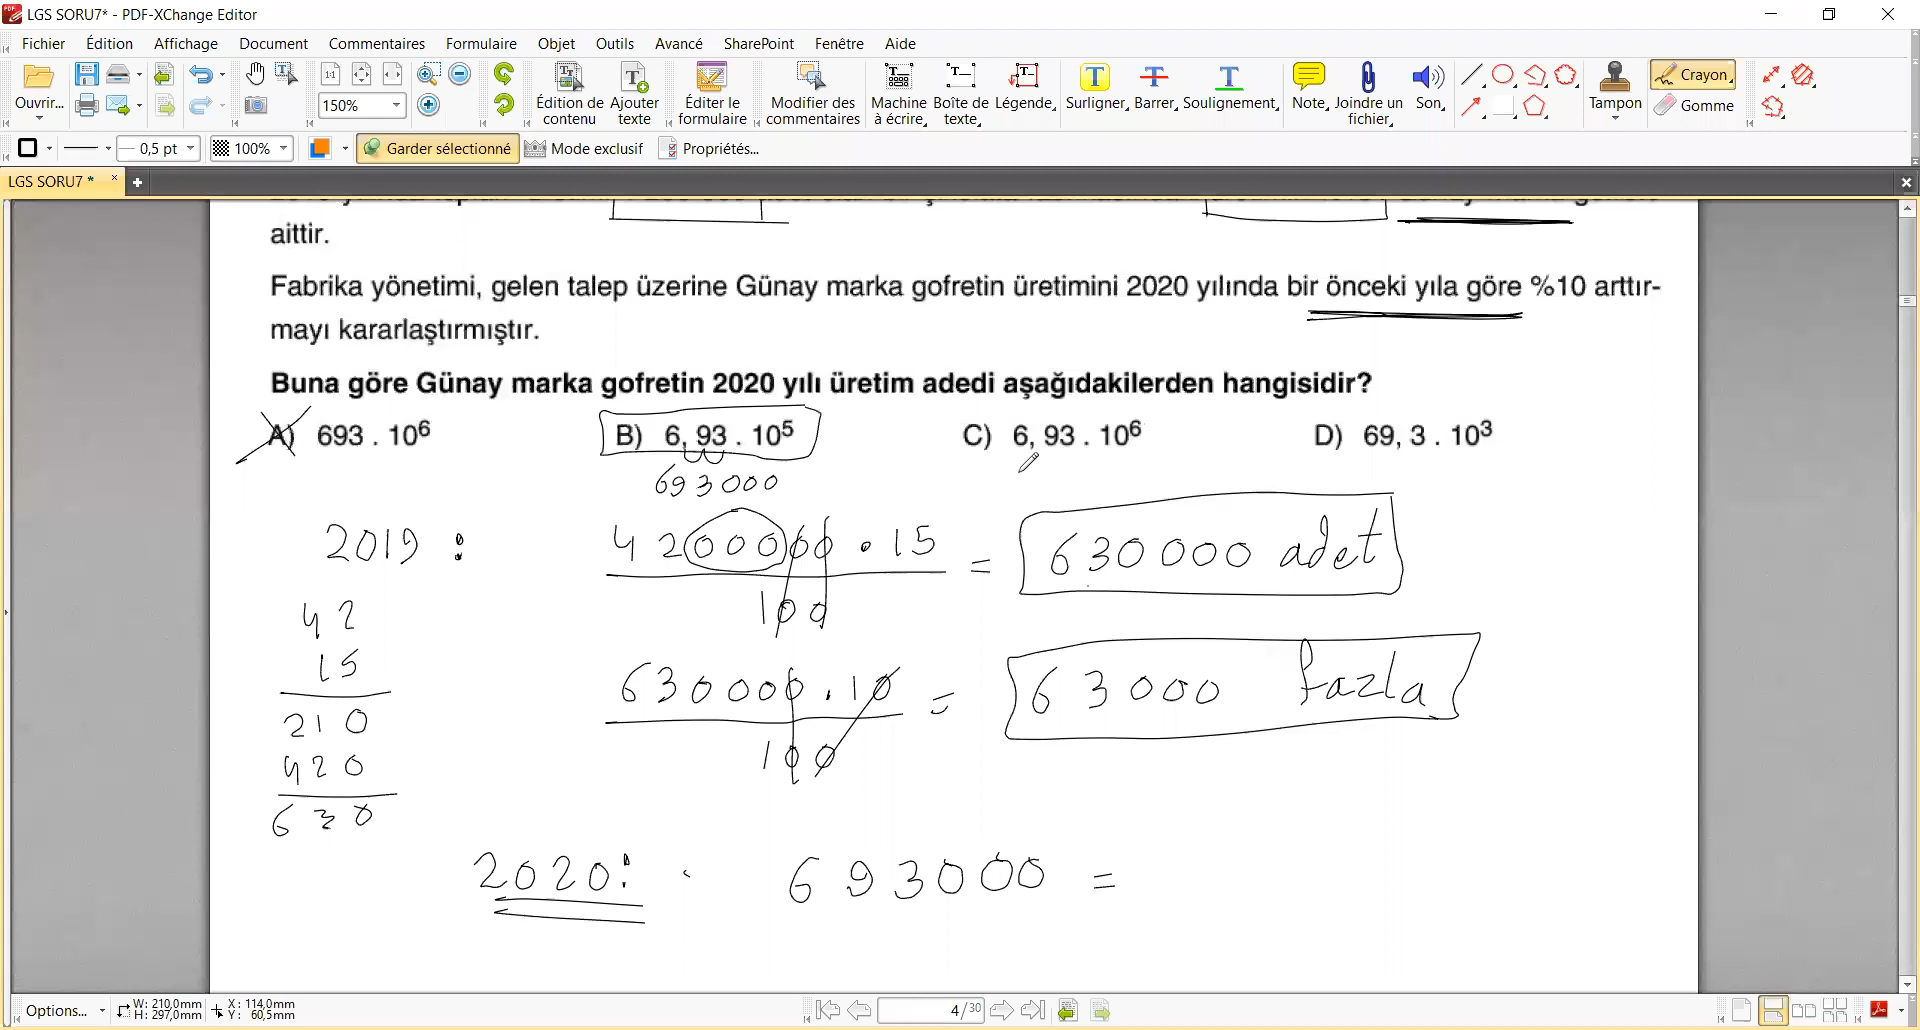 LGS SORU7* - PDF-XChange Editor
Fichier Édition Affichage Document Commentaires Formulaire Objet Outils Avancé SharePoint Fenêtre Aide
Ouvrir... 150% Édition de contenu Ajouter texte Éditer le formulaire Modifier des commentaires Machine à écrire Boîte de texte Légende Surligner Barrer Soulignement Note Joindre un fichier Son Tampon Crayon Gomme
0,5 pt 100% Garder sélectionné Mode exclusif Propriétés...
LGS SORU7 *
aittir.
Fabrika yönetimi, gelen talep üzerine Günay marka gofretin üretimini 2020 yılında bir önceki yıla göre %10 arttır-
mayı kararlaştırmıştır.
Buna göre Günay marka gofretin 2020 yılı üretim adedi aşağıdakilerden hangisidir?
A) 693 . 10⁶ B) 6, 93 . 10⁵ C) 6, 93 . 10⁶ D) 69, 3 . 10³
693000
2019 : 4200000 . 15 = 630000 adet
100
42
15
210
420
630
630000 . 10 = 63000 fazla
100
2020: 693000 =
Options... W: 210,0mm H: 297,0mm X: 114,0mm Y: 60,5mm 4/30